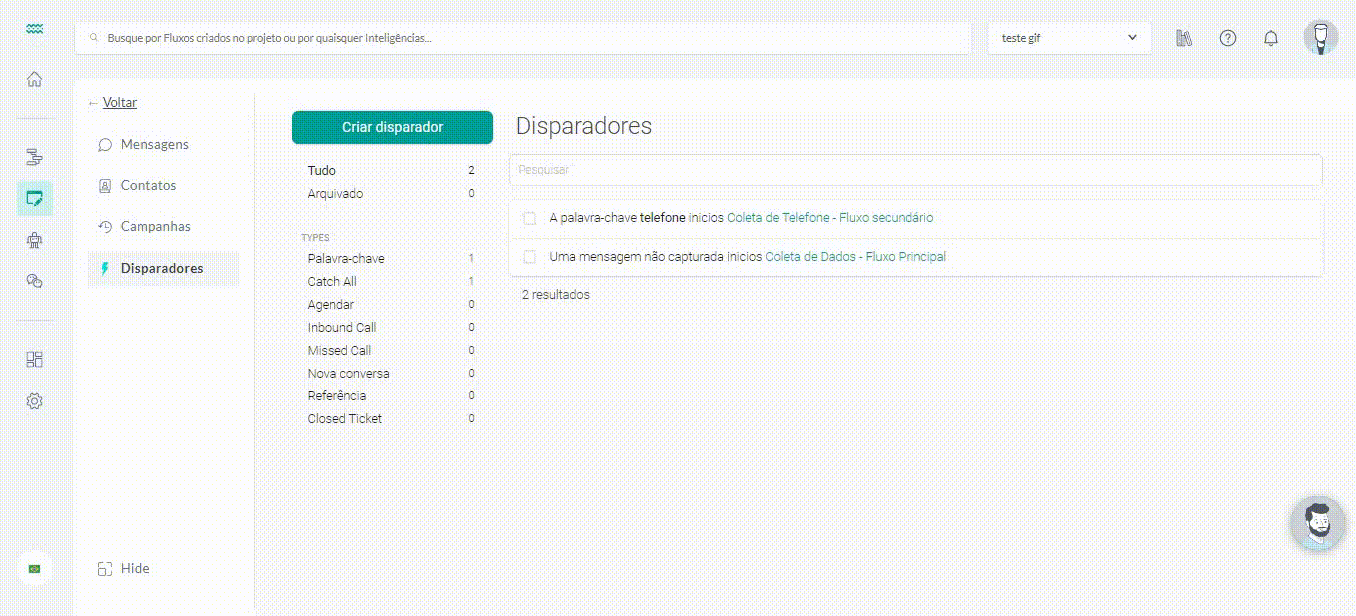 Busque por Fluxos criados no projeto ou por quaisquer Inteligências...
teste gif
← Voltar
Mensagens
Contatos
Campanhas
Disparadores
Hide
Criar disparador
Tudo 2
Arquivado 0
TYPES
Palavra-chave 1
Catch All 1
Agendar 0
Inbound Call 0
Missed Call 0
Nova conversa 0
Referência 0
Closed Ticket 0
Disparadores
Pesquisar
A palavra-chave telefone inicios Coleta de Telefone - Fluxo secundário
Uma mensagem não capturada inicios Coleta de Dados - Fluxo Principal
2 resultados